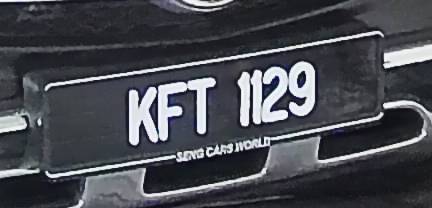 KFT 1129
SENG CARS WORLD